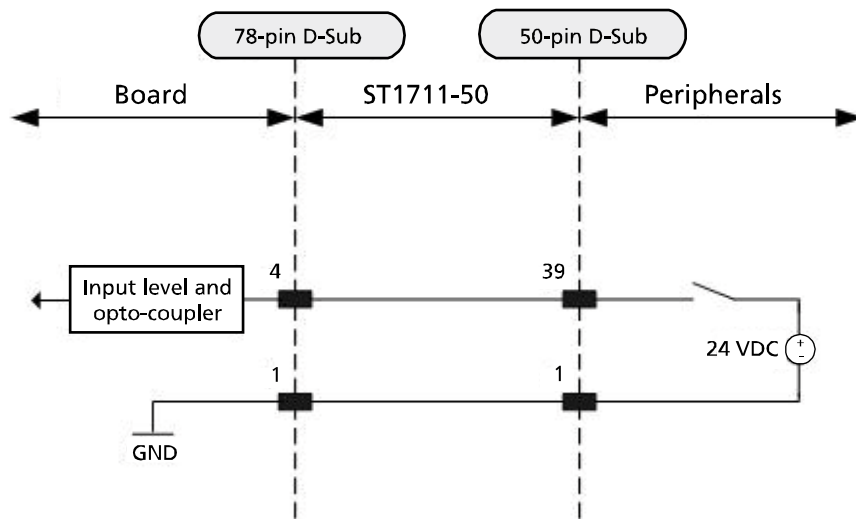 78-pin D-Sub
50-pin D-Sub
Board
ST1711-50
Peripherals
4
39
Input level and
opto-coupler
24 VDC
+
-
1
1
GND